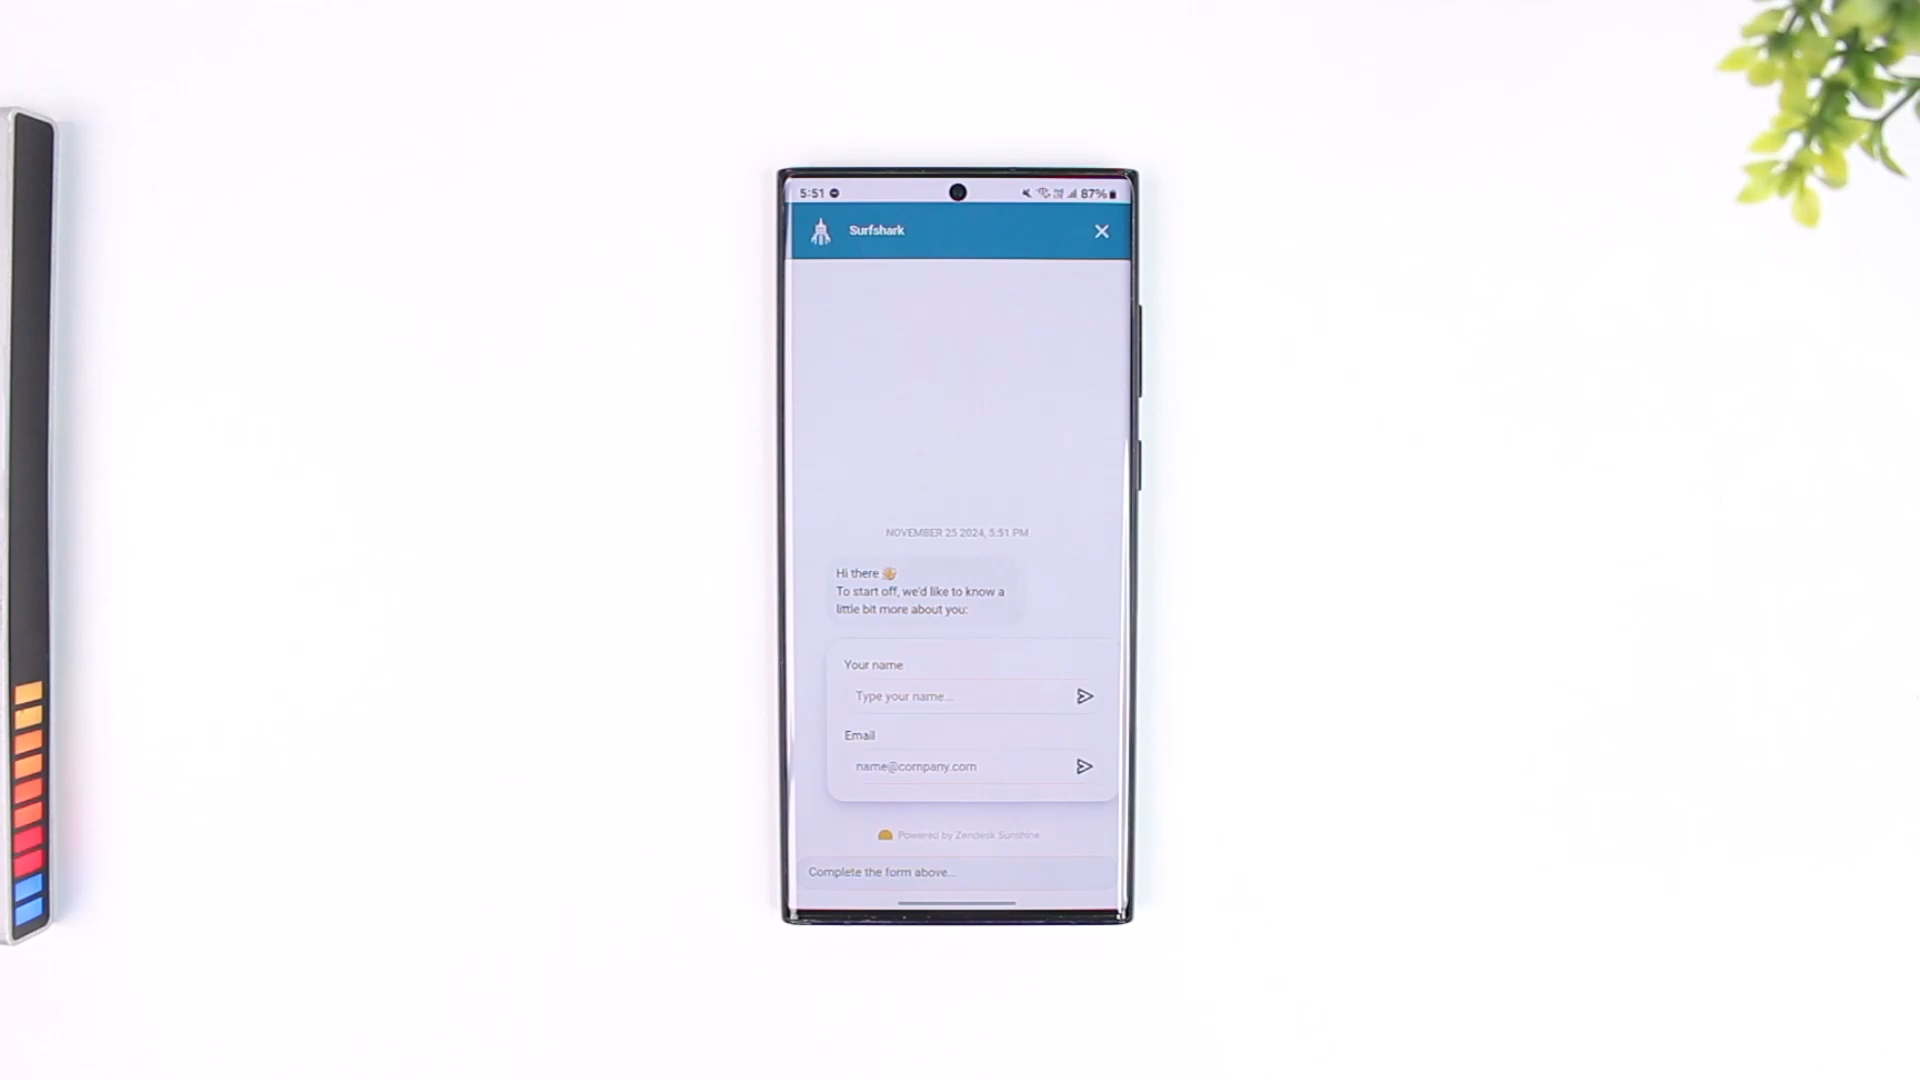 5:51
87%
Surfshark
NOVEMBER 25 2024, 5:51 PM
Hi there 👋
To start off, we'd like to know a
little bit more about you:
Your name
Type your name...
Email
name@company.com
Powered by Zendesk Sunshine
Complete the form above...